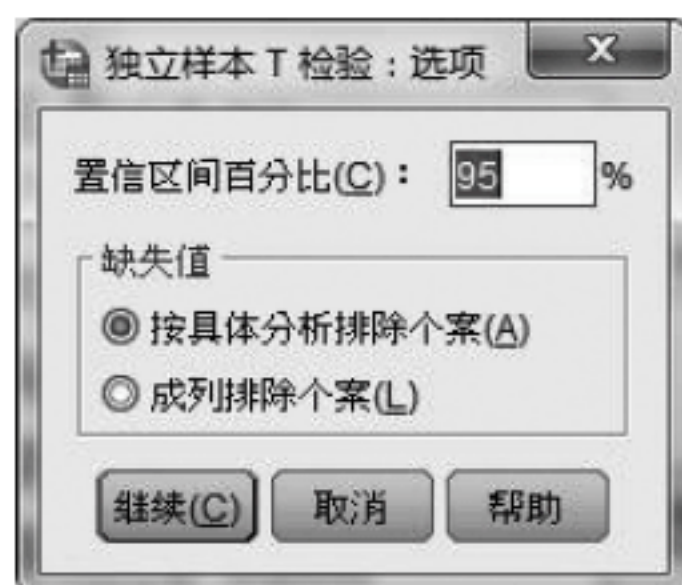 独立样本 T 检验：选项
置信区间百分比(C)： 95 %
缺失值
按具体分析排除个案(A)
成列排除个案(L)
继续(C) 取消 帮助